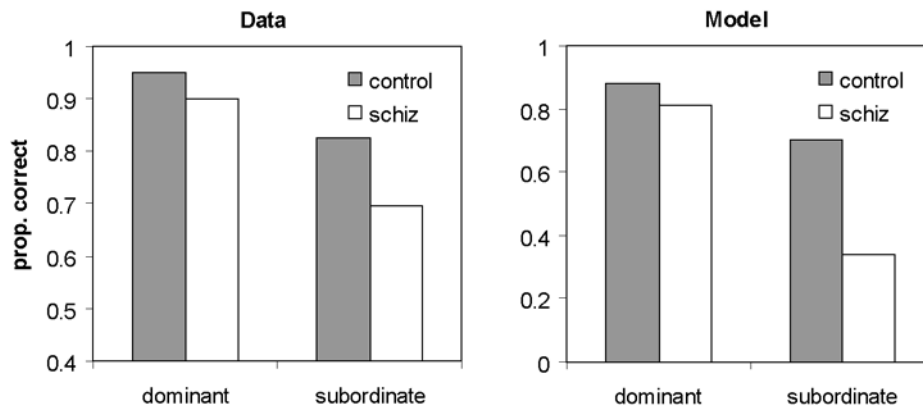 Data
prop. correct
1
0.9
0.8
0.7
0.6
0.5
0.4
control
schiz
dominant
subordinate
Model
1
0.8
0.6
0.4
0.2
0
control
schiz
dominant
subordinate